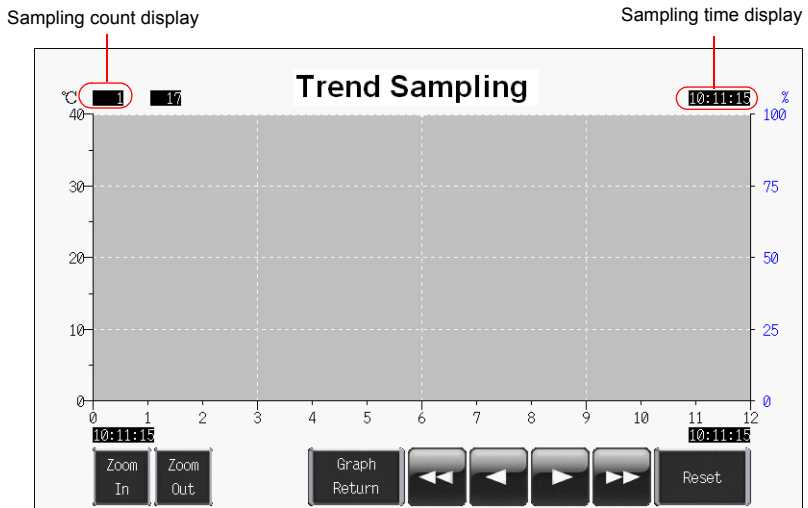 Sampling count display
Sampling time display
Trend Sampling
℃ 1 17 10:11:15 %
40 100
30 75
20 50
10 25
0 0
0 1 2 3 4 5 6 7 8 9 10 11 12
10:11:15 10:11:15
Zoom In
Zoom Out
Graph Return
Reset